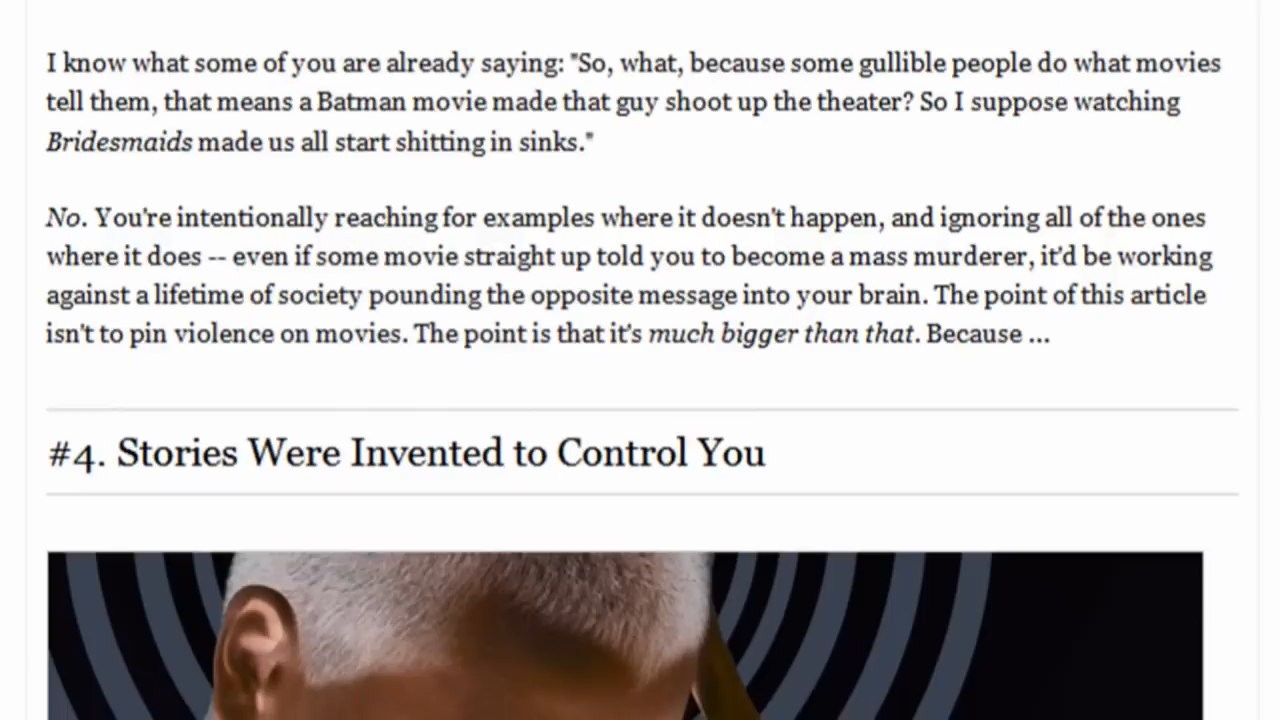 I know what some of you are already saying: "So, what, because some gullible people do what movies
tell them, that means a Batman movie made that guy shoot up the theater? So I suppose watching
Bridesmaids made us all start shitting in sinks."
No. You're intentionally reaching for examples where it doesn't happen, and ignoring all of the ones
where it does -- even if some movie straight up told you to become a mass murderer, it'd be working
against a lifetime of society pounding the opposite message into your brain. The point of this article
isn't to pin violence on movies. The point is that it's much bigger than that. Because ...
#4. Stories Were Invented to Control You